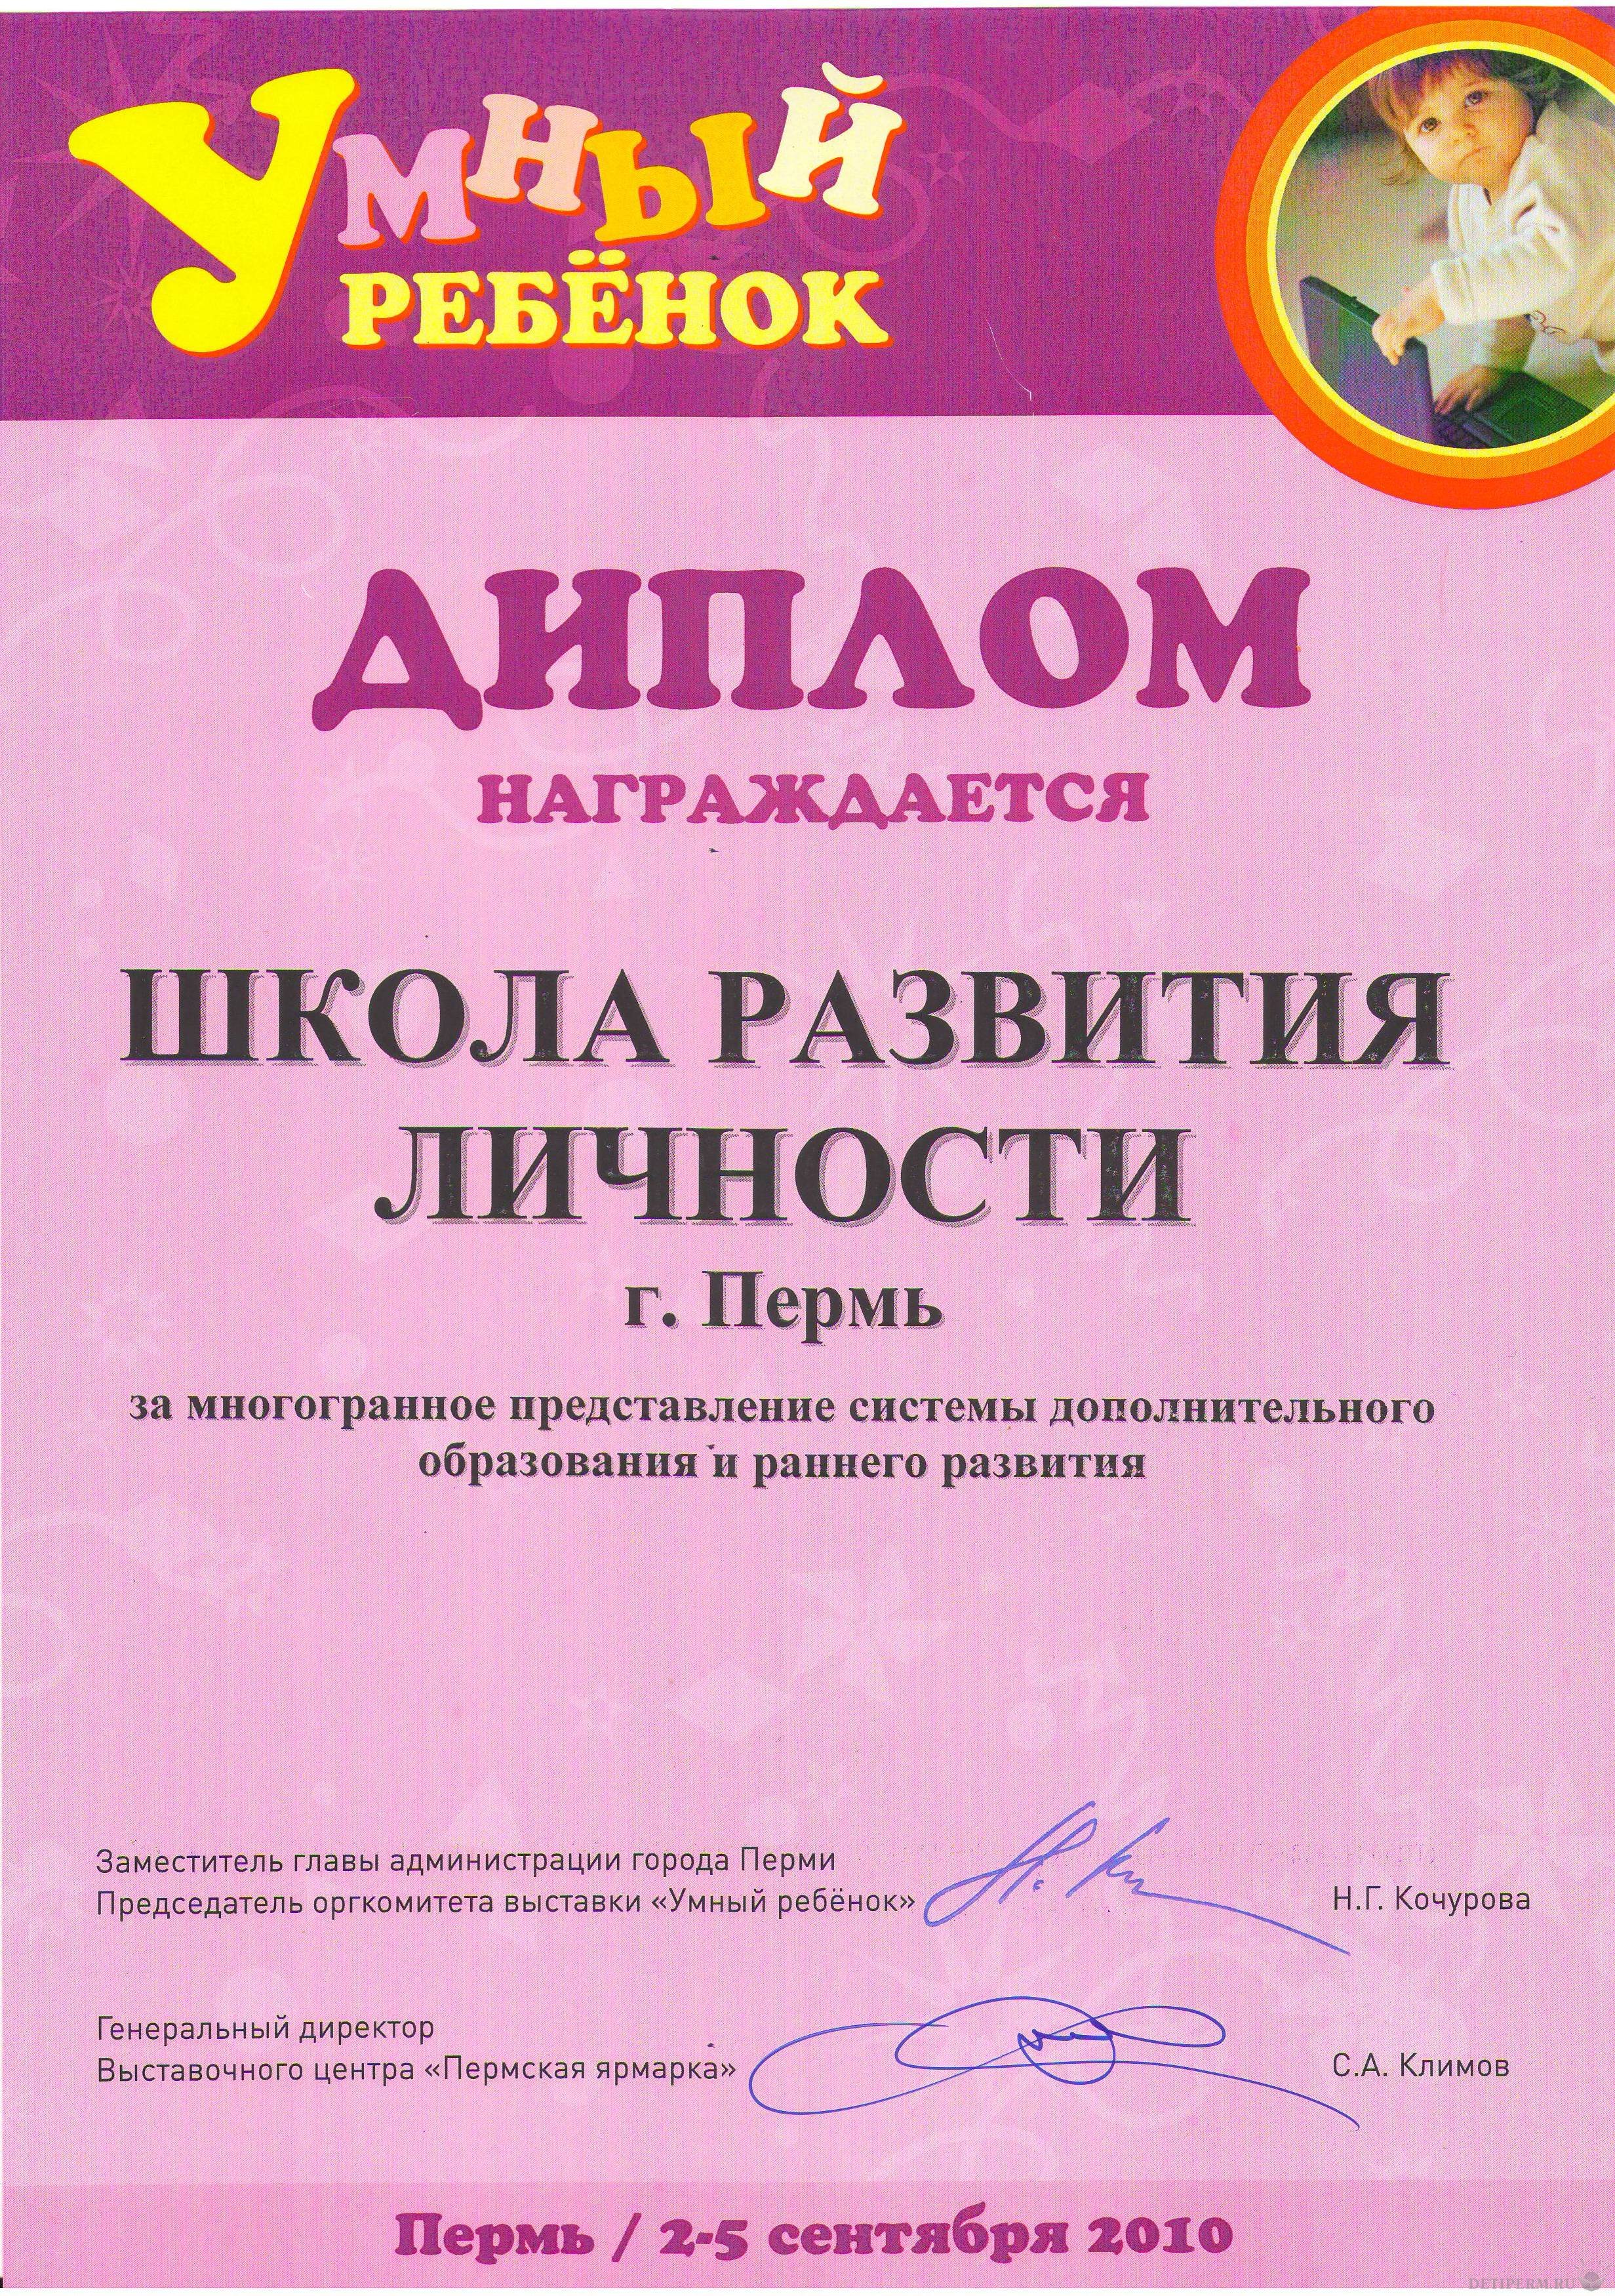 Умный
РЕБЁНОК
ДИПЛОМ
НАГРАЖДАЕТСЯ
ШКОЛА РАЗВИТИЯ
ЛИЧНОСТИ
г. Пермь
за многогранное представление системы дополнительного
образования и раннего развития
Заместитель главы администрации города Перми
Председатель оргкомитета выставки «Умный ребёнок»
Н.Г. Кочурова
Генеральный директор
Выставочного центра «Пермская ярмарка»
С.А. Климов
Пермь / 2-5 сентября 2010
DETIPERM.RU